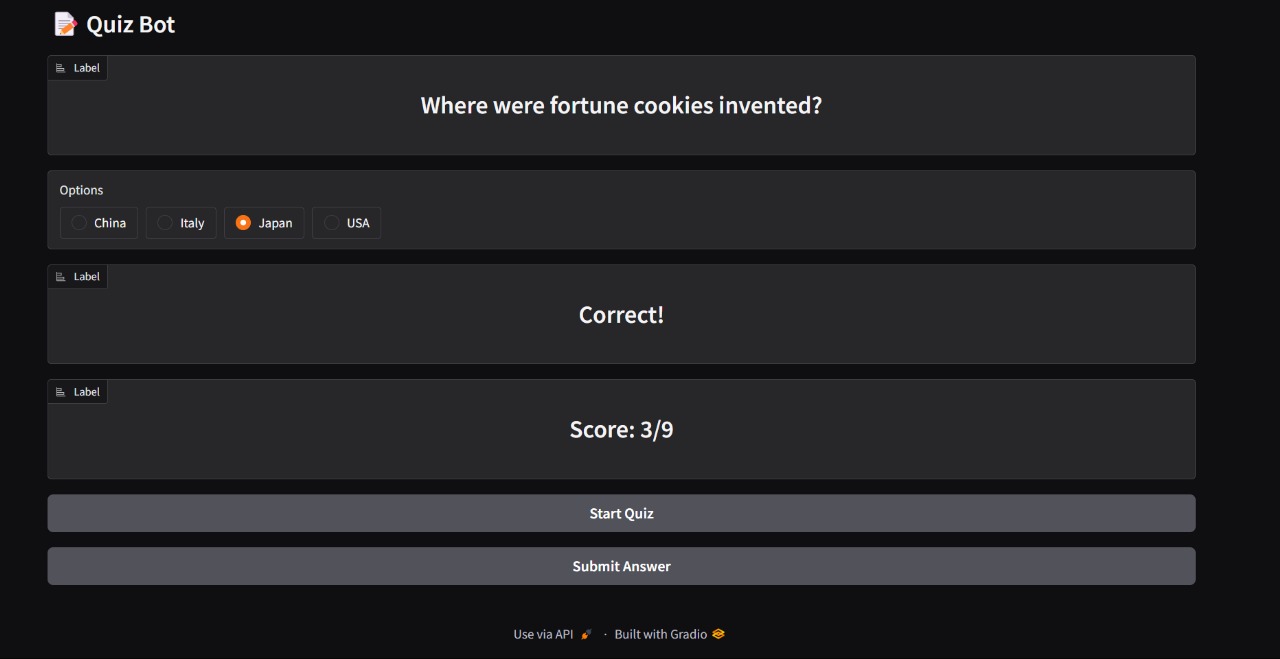 📝 Quiz Bot
Label
Where were fortune cookies invented?
Options
China Italy Japan USA
Label
Correct!
Label
Score: 3/9
Start Quiz
Submit Answer
Use via API 🚀 · Built with Gradio